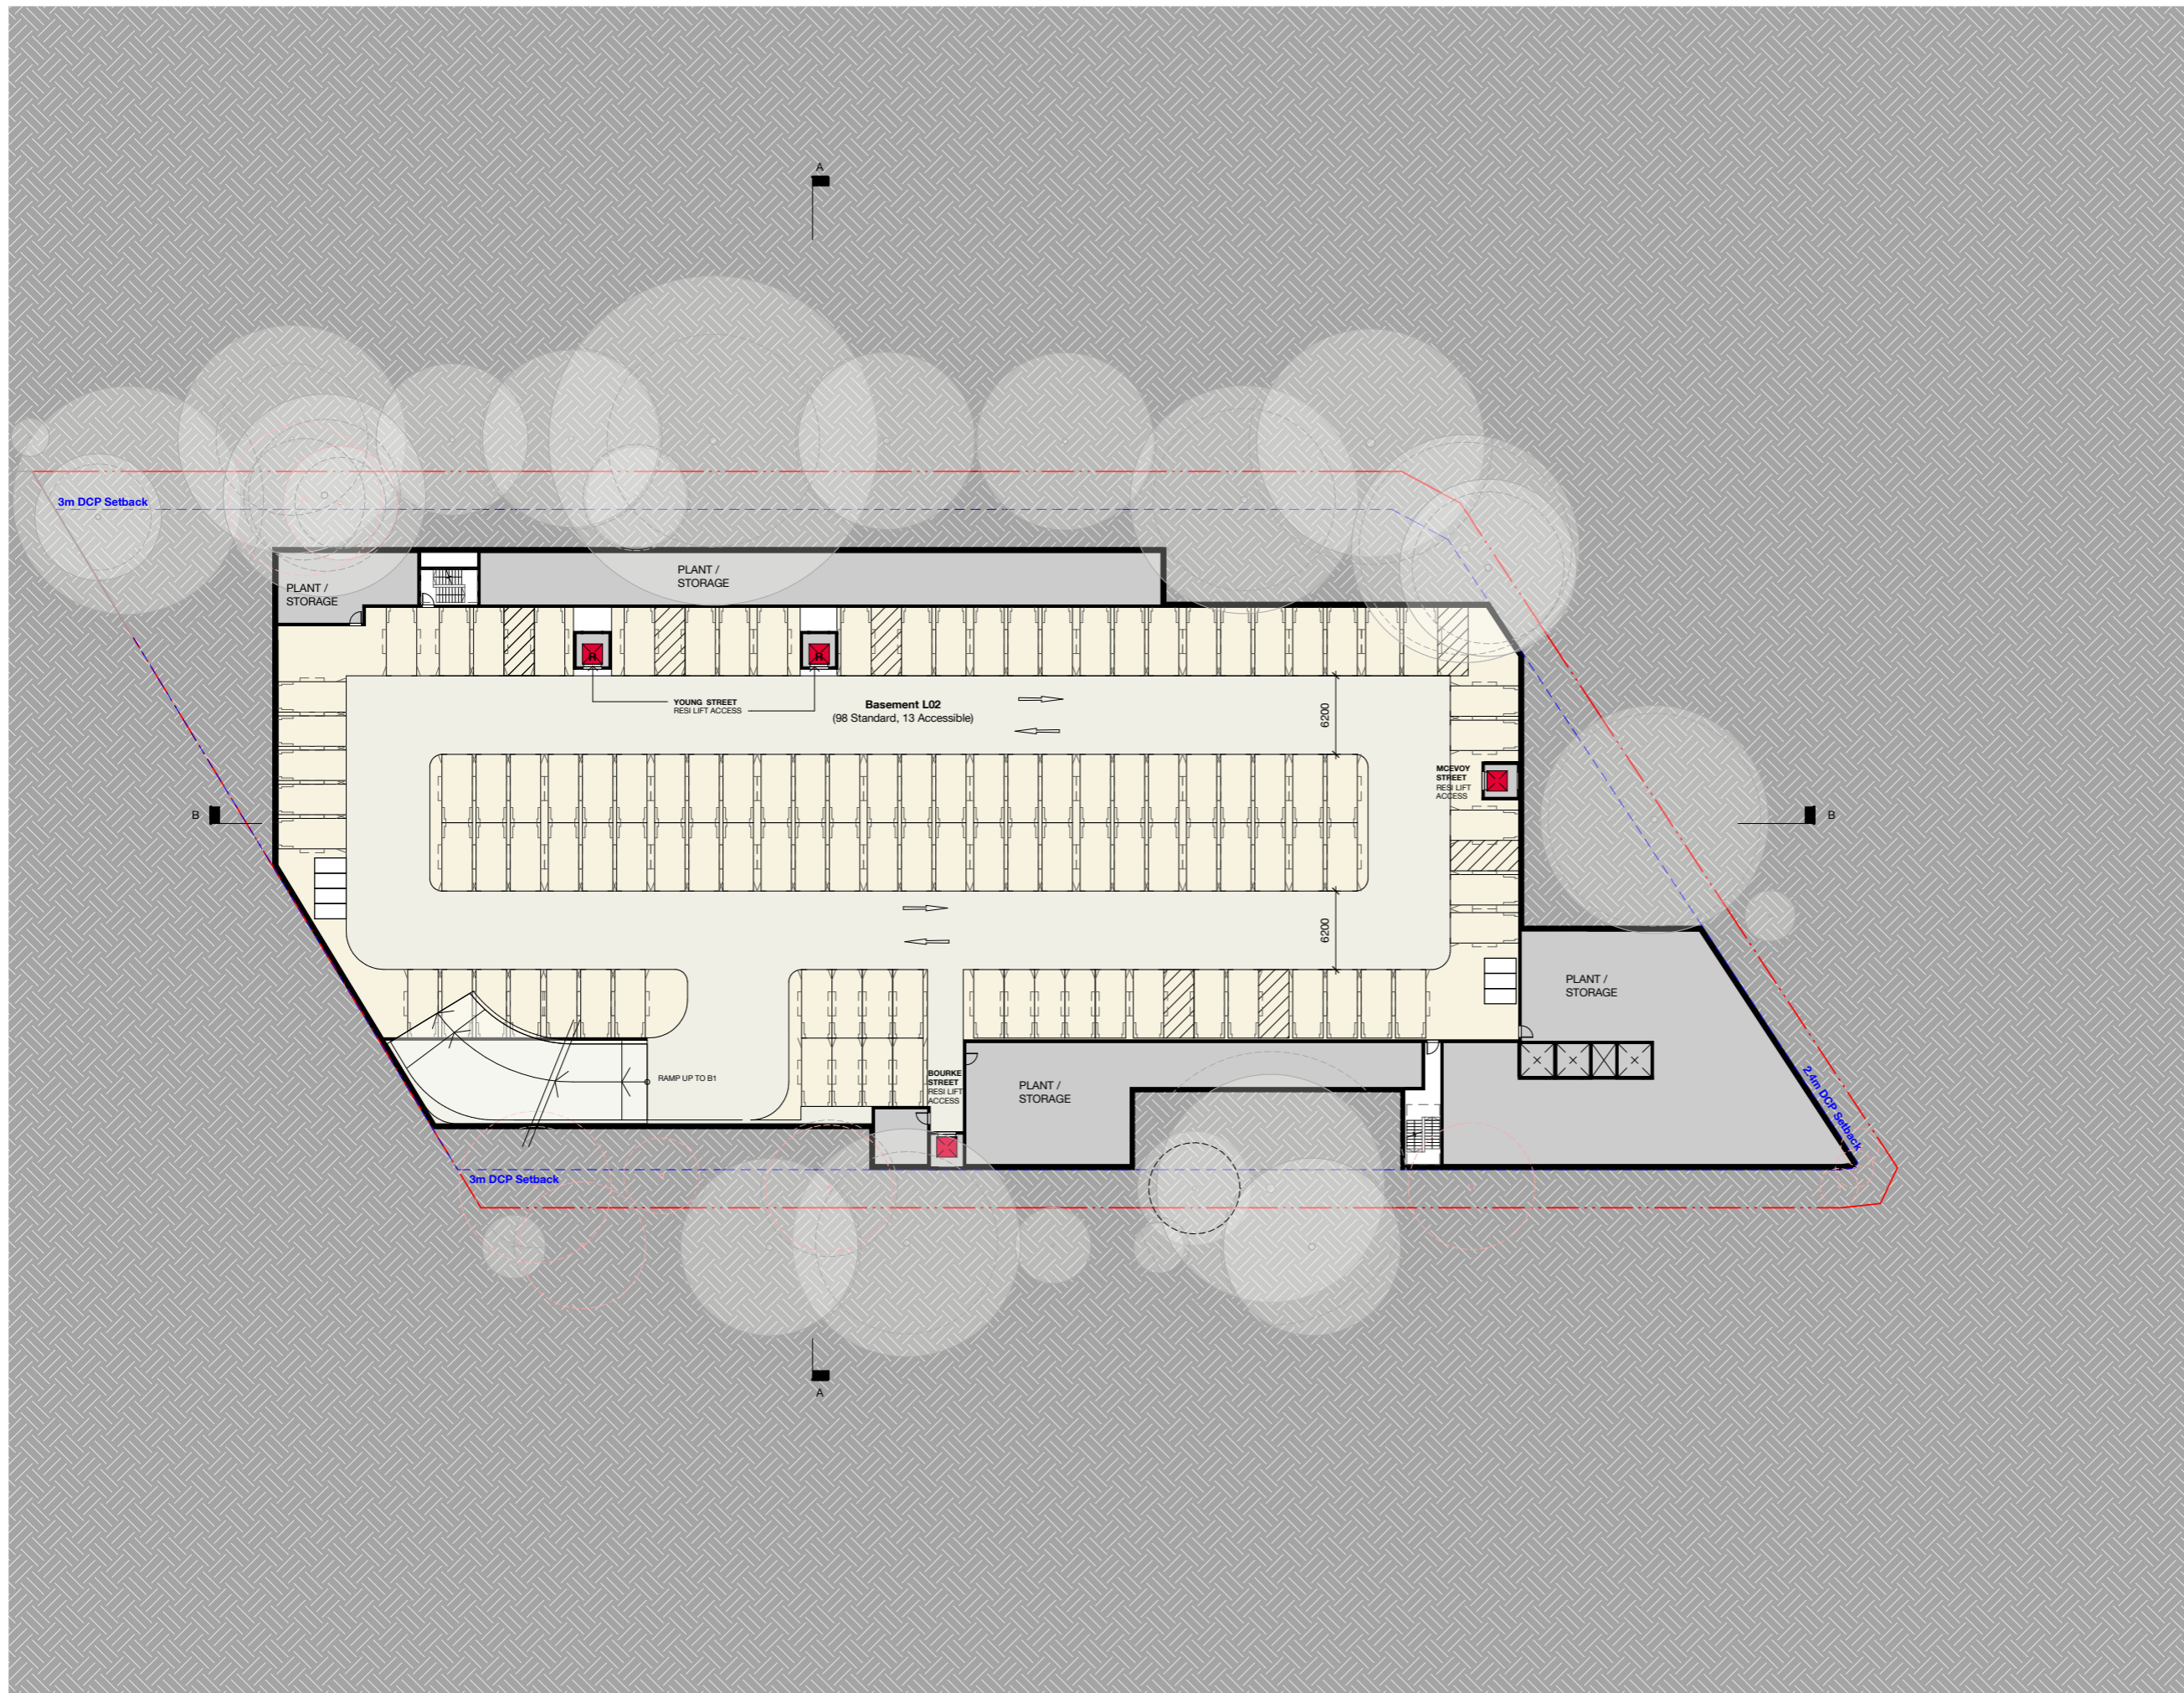 A
3m DCP Setback
PLANT /
STORAGE
PLANT /
STORAGE
YOUNG STREET
RESI LIFT ACCESS
Basement L02
(98 Standard, 13 Accessible)
6200
MCEVOY
STREET
RESI LIFT
ACCESS
B
B
6200
PLANT /
STORAGE
RAMP UP TO B1
BOURKE
STREET
RESI LIFT
ACCESS
PLANT /
STORAGE
2.4m DCP Setback
3m DCP Setback
A